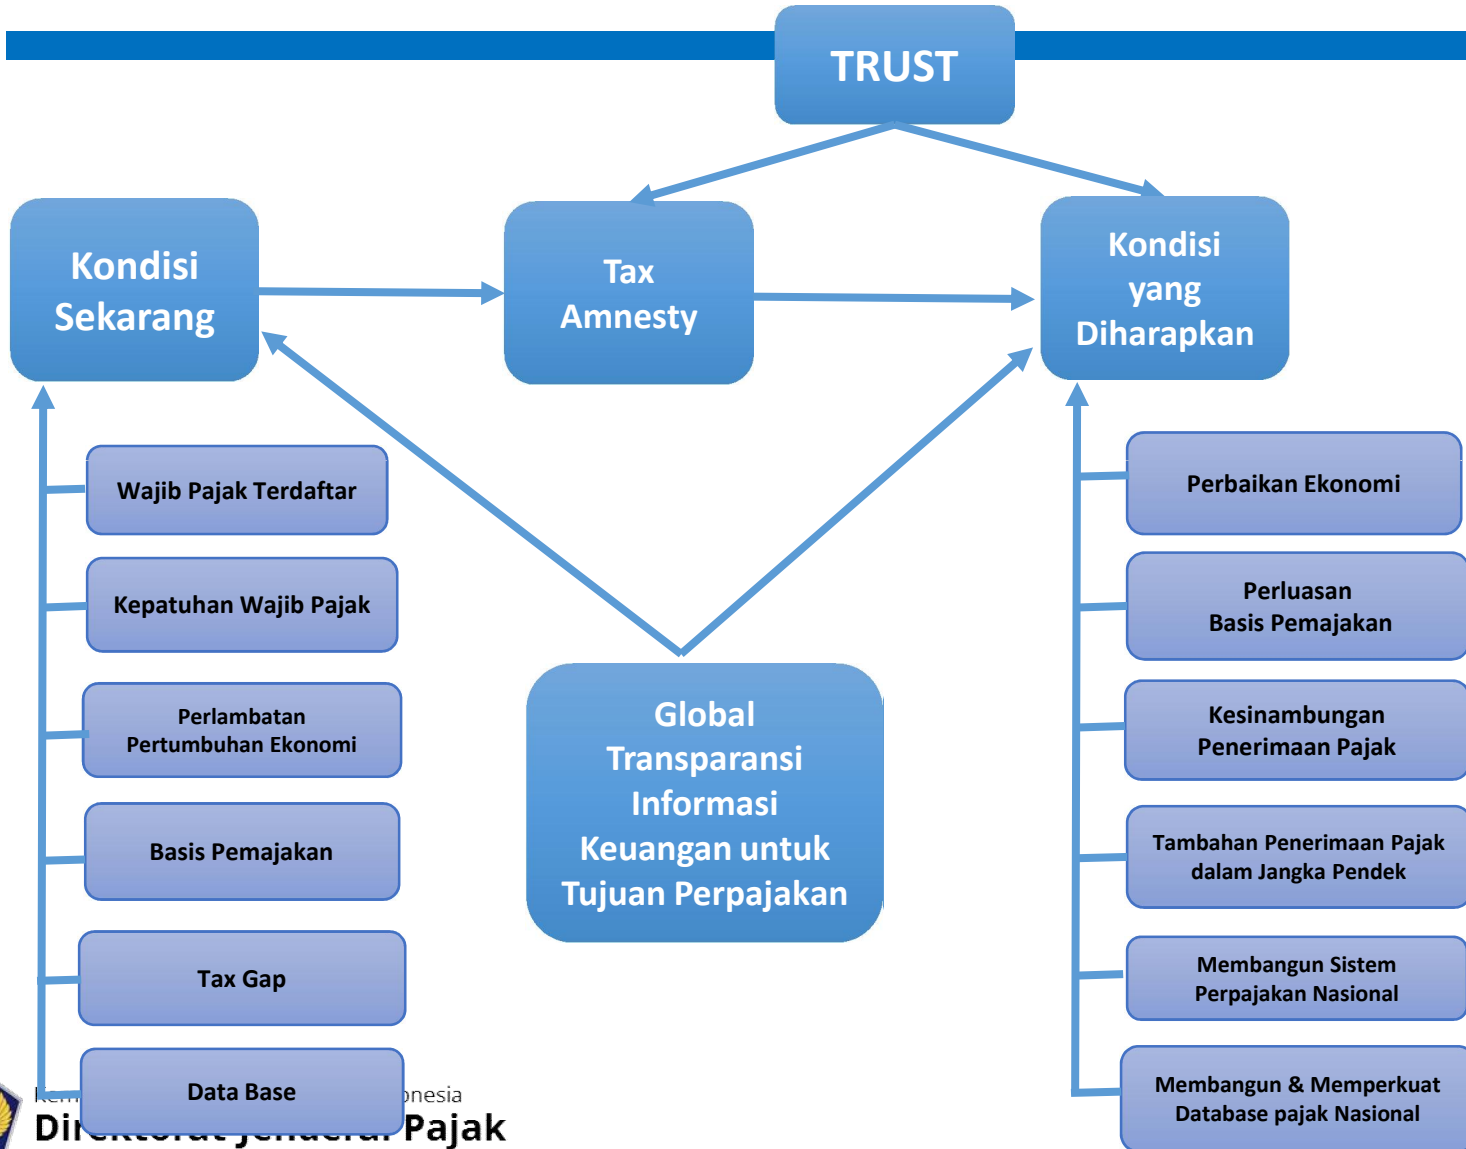 TRUST
Kondisi
Sekarang
Tax
Amnesty
Kondisi
yang
Diharapkan
Wajib Pajak Terdaftar
Kepatuhan Wajib Pajak
Perlambatan
Pertumbuhan Ekonomi
Basis Pemajakan
Tax Gap
Data Base
Global
Transparansi
Informasi
Keuangan untuk
Tujuan Perpajakan
Perbaikan Ekonomi
Perluasan
Basis Pemajakan
Kesinambungan
Penerimaan Pajak
Tambahan Penerimaan Pajak
dalam Jangka Pendek
Membangun Sistem
Perpajakan Nasional
Membangun & Memperkuat
Database pajak Nasional
Direktorat Jenderal Pajak